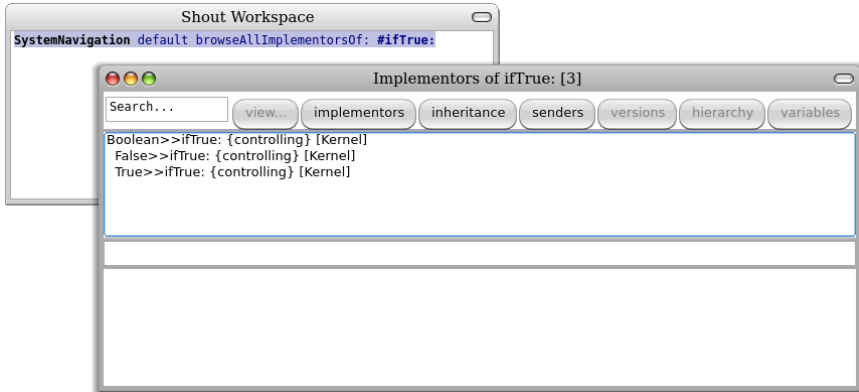 Shout Workspace
SystemNavigation default browseAllImplementorsOf: #ifTrue:
Implementors of ifTrue: [3]
Search...
view... implementors inheritance senders versions hierarchy variables
Boolean>>ifTrue: {controlling} [Kernel]
False>>ifTrue: {controlling} [Kernel]
True>>ifTrue: {controlling} [Kernel]